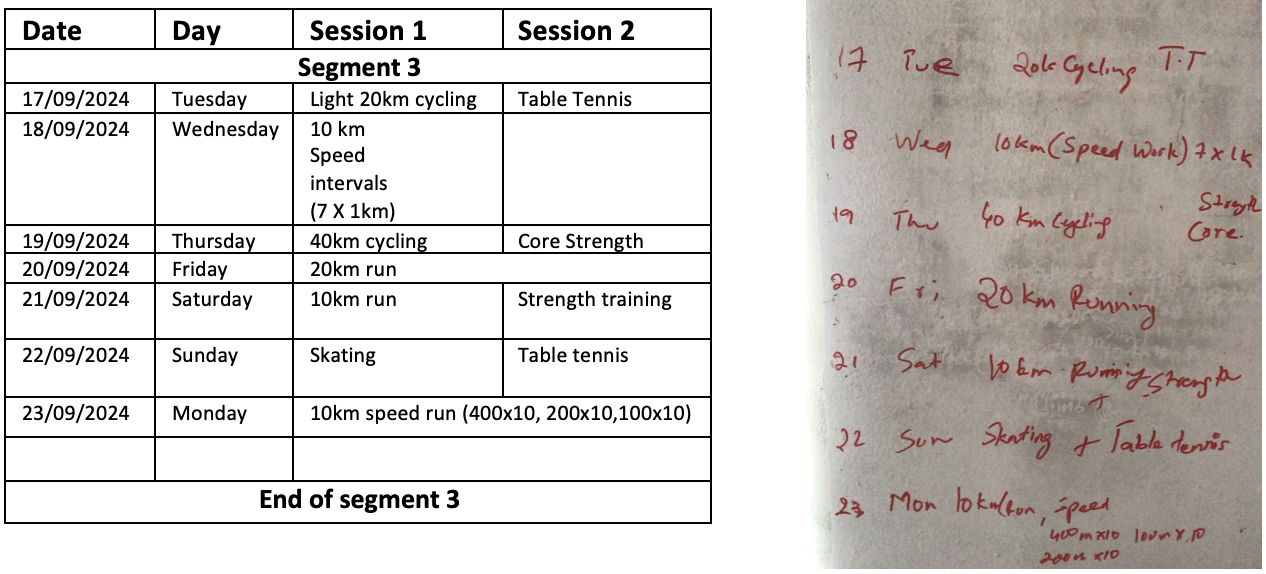 Date Day Session 1 Session 2
Segment 3
17/09/2024 Tuesday Light 20km cycling Table Tennis
18/09/2024 Wednesday 10 km
Speed
intervals
(7 X 1km)
19/09/2024 Thursday 40km cycling Core Strength
20/09/2024 Friday 20km run
21/09/2024 Saturday 10km run Strength training
22/09/2024 Sunday Skating Table tennis
23/09/2024 Monday 10km speed run (400x10, 200x10,100x10)
End of segment 3
17 Tue 20k Cycling T.T
18 Wed 10km (Speed Work) 7 x 1k
19 Thu 40 km Cycling Strength
Core.
20 Fri, 20 km Running
21 Sat 10 km Running Strength
+
22 Sun Skating + Table tennis
23 Mon 10km run, speed
400m x10 100m x 10
200m x10